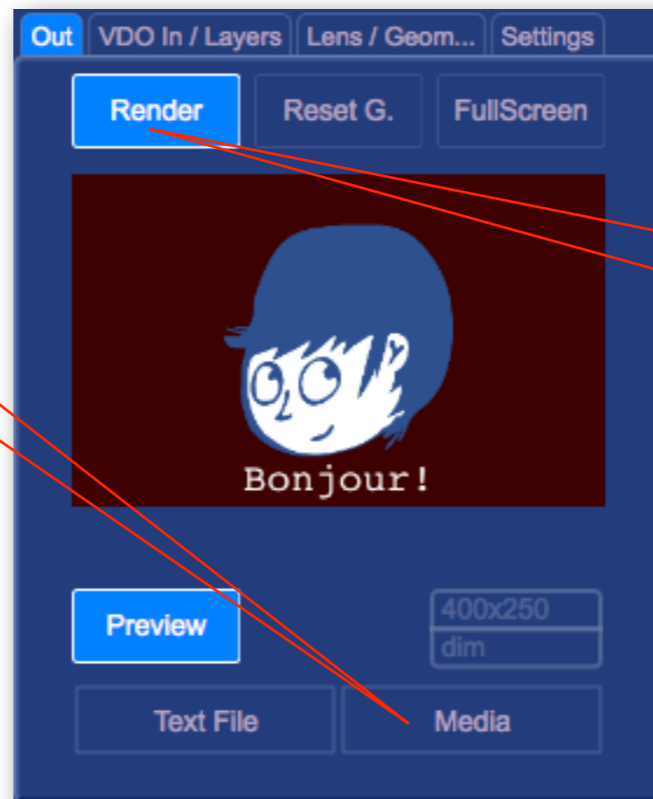 Out VDO In / Layers Lens / Geom... Settings
Render Reset G. FullScreen
Bonjour!
Preview 400x250
dim
Text File Media